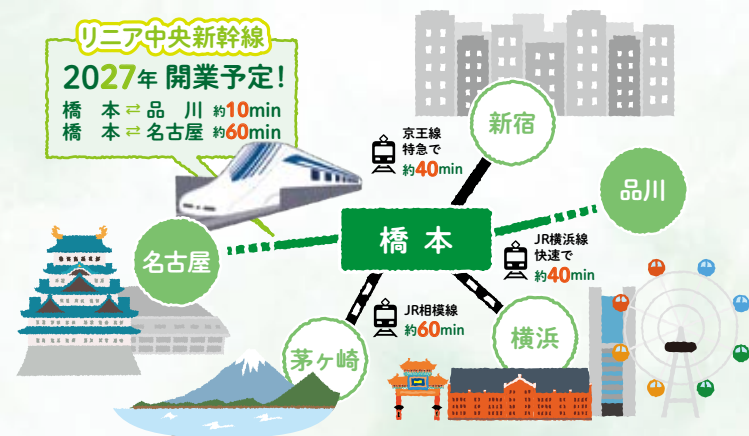 リニア中央新幹線
2027年 開業予定!
橋 本 ⇄ 品 川 約10min
橋 本 ⇄ 名古屋 約60min
新宿
京王線
特急で
約40min
品川
橋 本
名古屋
JR横浜線
快速で
約40min
JR相模線
約60min
横浜
茅ヶ崎